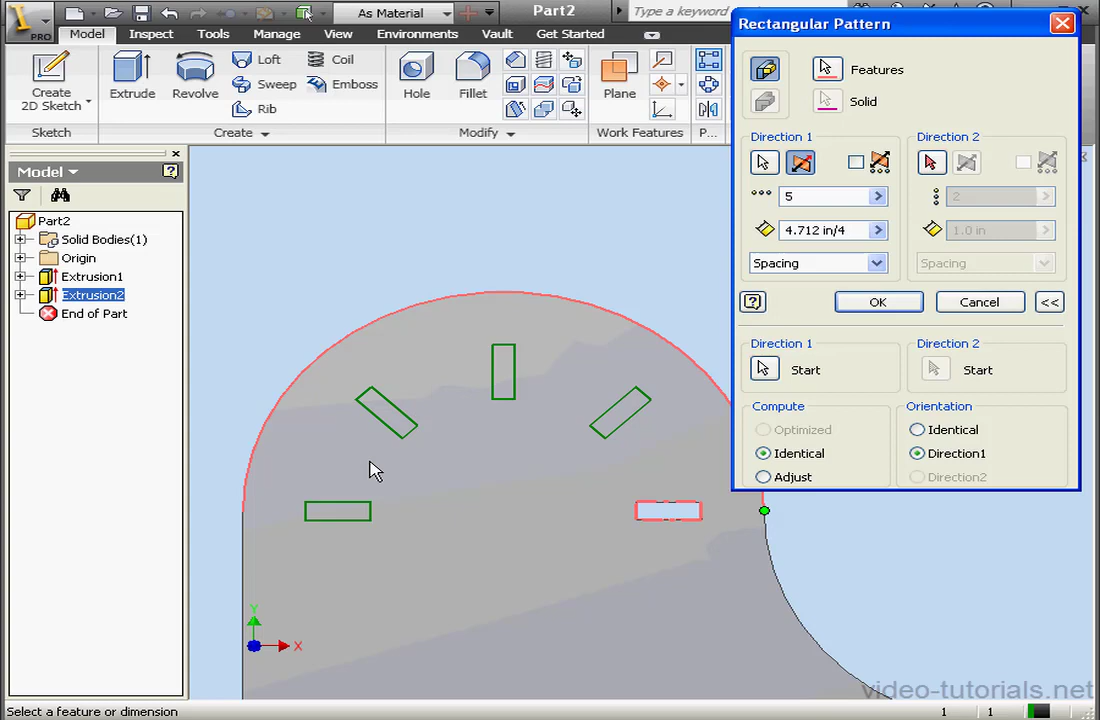 As Material
Part2
Type a keyword
PRO
Model
Inspect
Tools
Manage
View
Environments
Vault
Get Started
Create
2D Sketch
Extrude
Revolve
Loft
Sweep
Rib
Coil
Emboss
Hole
Fillet
Plane
Sketch
Create
Modify
Work Features
P...
Model
Part2
Solid Bodies(1)
Origin
Extrusion1
Extrusion2
End of Part
Y
X
Rectangular Pattern
Features
Solid
Direction 1
Direction 2
5
2
4.712 in/4
1.0 in
Spacing
Spacing
OK
Cancel
<<
Direction 1
Direction 2
Start
Start
Compute
Orientation
Optimized
Identical
Identical
Direction1
Adjust
Direction2
video-tutorials.net
Select a feature or dimension
1
1